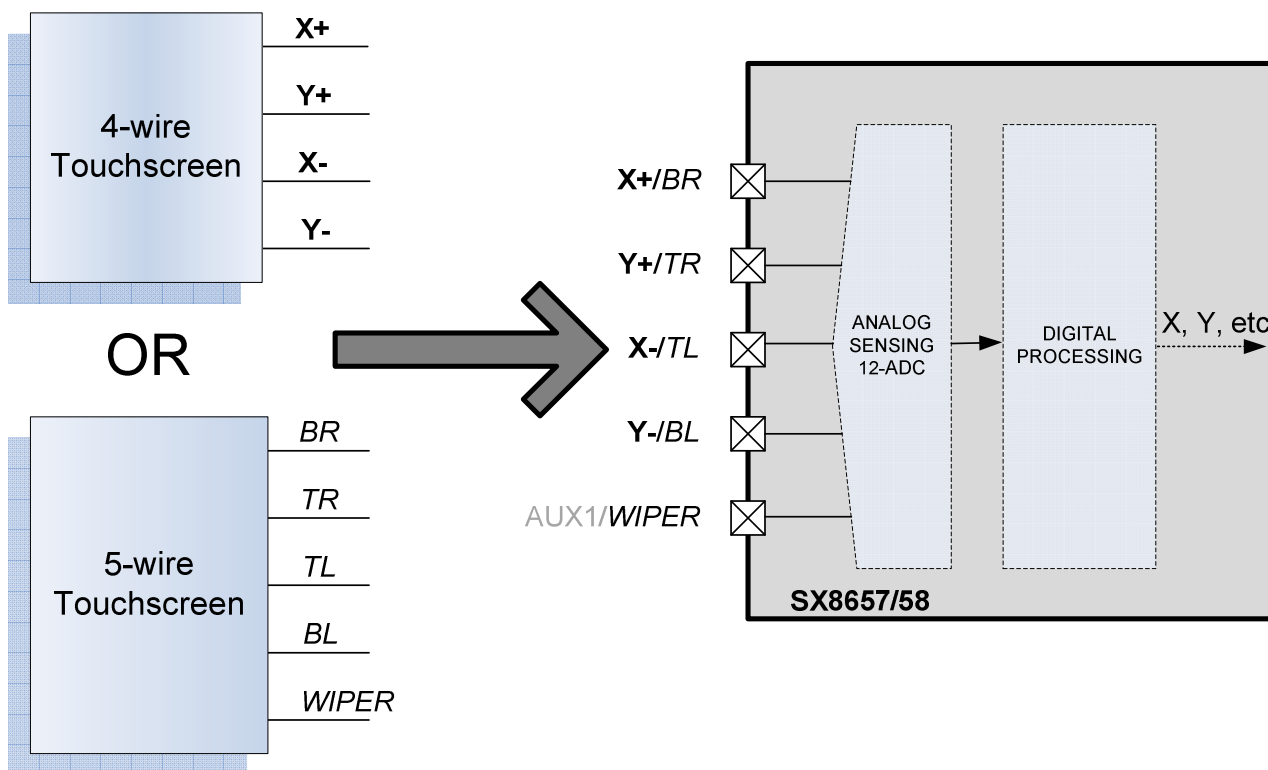 X+
Y+
4-wire
Touchscreen
X-
Y-
OR
BR
TR
5-wire
Touchscreen
TL
BL
WIPER
X+/BR
Y+/TR
X-/TL
Y-/BL
AUX1/WIPER
ANALOG
SENSING
12-ADC
DIGITAL
PROCESSING
X, Y, etc
SX8657/58